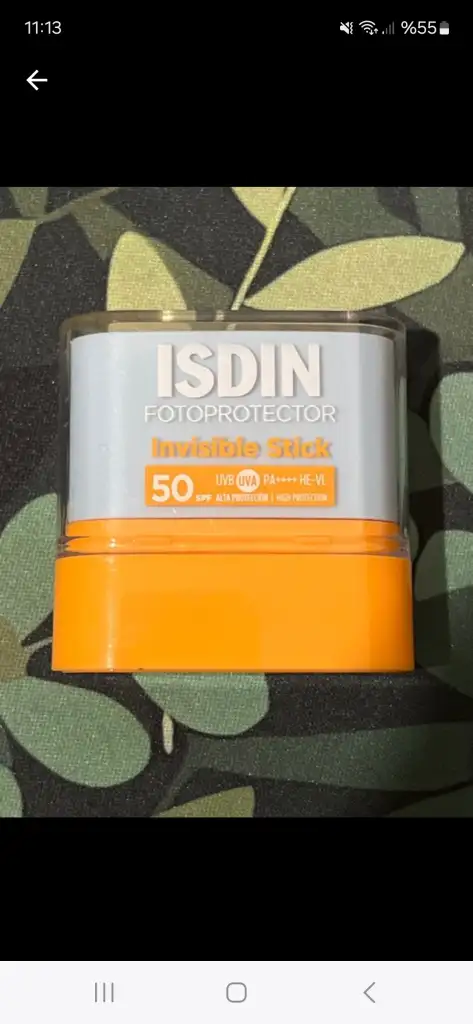 11:13 %55
ISDIN
FOTOPROTECTOR
Invisible Stick
50 SPF UVB UVA PA++++ HE-VL
ALTA PROTECCIÓN | HIGH PROTECTION